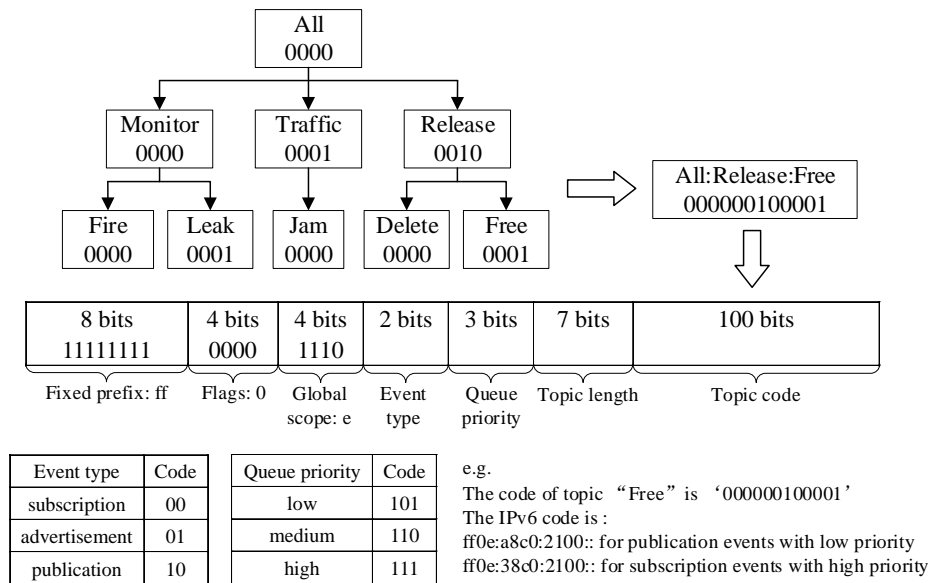 All
0000
Monitor
0000
Traffic
0001
Release
0010
Fire
0000
Leak
0001
Jam
0000
Delete
0000
Free
0001
All:Release:Free
000000100001
8 bits
11111111
4 bits
0000
4 bits
1110
2 bits
3 bits
7 bits
100 bits
Fixed prefix: ff
Flags: 0
Global
scope: e
Event
type
Queue
priority
Topic length
Topic code
Event type Code
subscription 00
advertisement 01
publication 10
Queue priority Code
low 101
medium 110
high 111
e.g.
The code of topic “Free” is ‘000000100001’
The IPv6 code is :
ff0e:a8c0:2100:: for publication events with low priority
ff0e:38c0:2100:: for subscription events with high priority